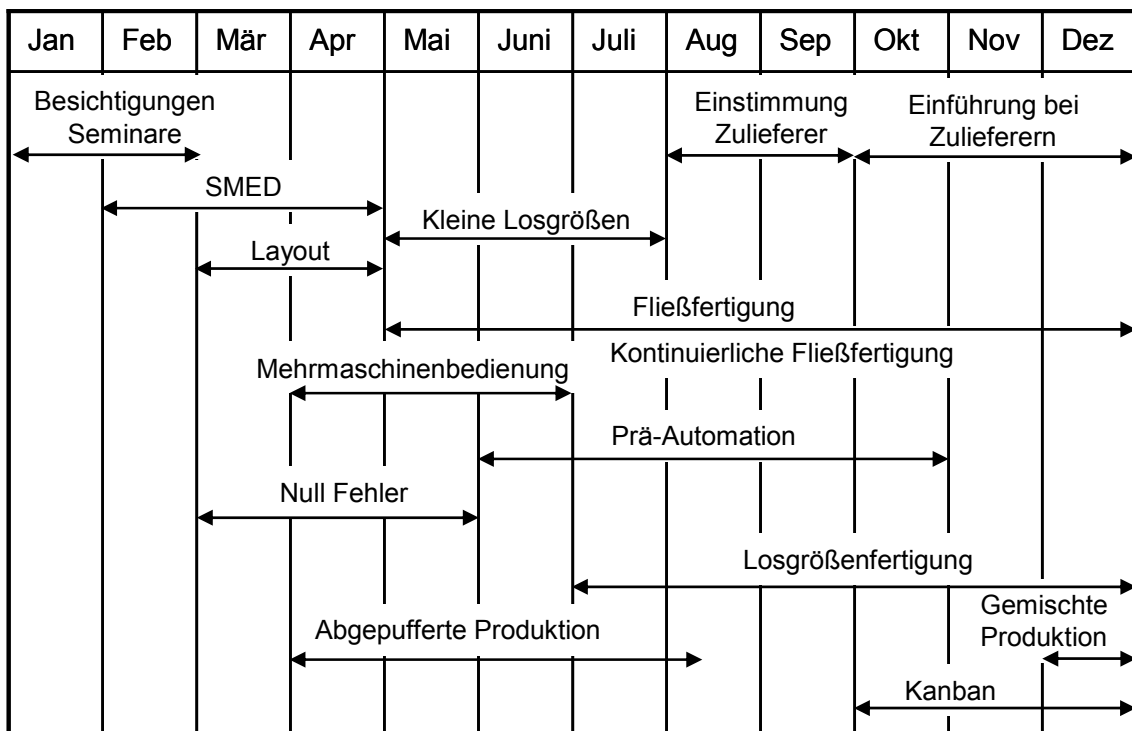 Jan Feb Mär Apr Mai Juni Juli Aug Sep Okt Nov Dez
Besichtigungen
Seminare
Einstimmung
Zulieferer
Einführung bei
Zulieferern
SMED
Kleine Losgrößen
Layout
Fließfertigung
Kontinuierliche Fließfertigung
Mehrmaschinenbedienung
Prä-Automation
Null Fehler
Losgrößenfertigung
Gemischte
Produktion
Abgepufferte Produktion
Kanban